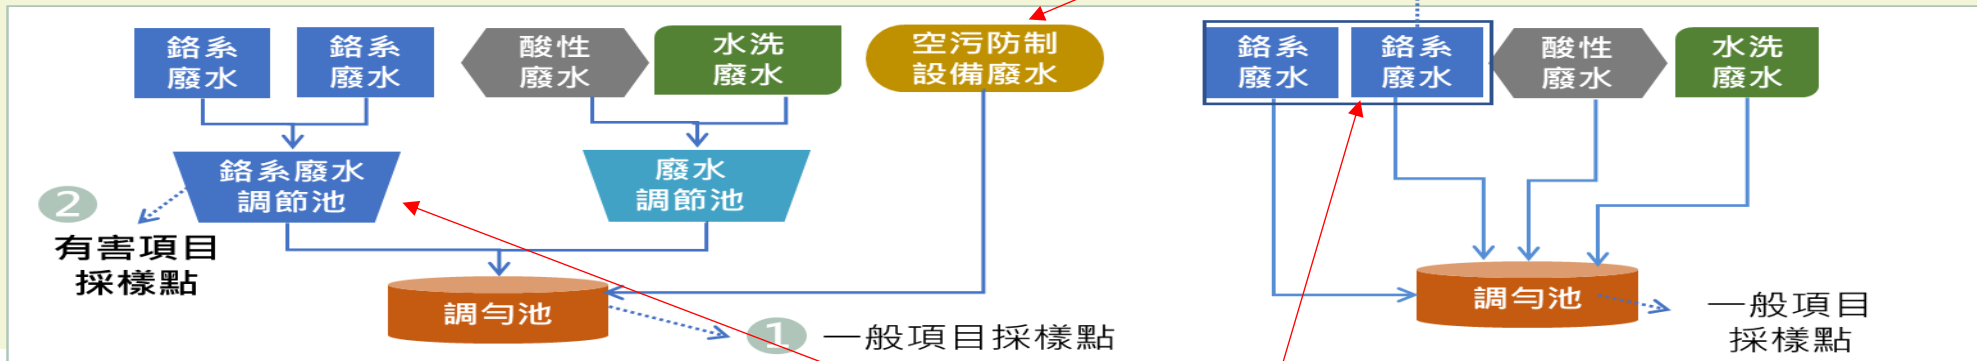 鉻系
廢水
鉻系
廢水
酸性
廢水
水洗
廢水
空污防制
設備廢水
鉻系廢水
調節池
廢水
調節池
2
有害項目
採樣點
調勻池
1
一般項目採樣點
鉻系
廢水
鉻系
廢水
酸性
廢水
水洗
廢水
調勻池
一般項目
採樣點